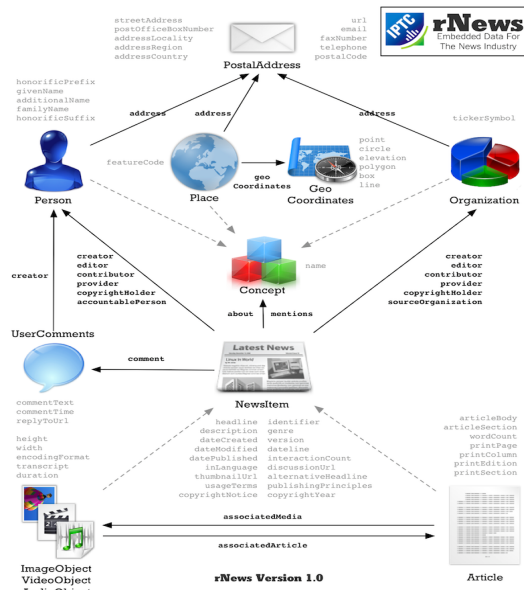 streetAddress
postOfficeBoxNumber
addressLocality
addressRegion
addressCountry
url
email
faxNumber
telephone
postalCode
IPTC
rNews
Embedded Data For
The News Industry
PostalAddress
honorificPrefix
givenName
additionalName
familyName
honorificSuffix
address
address
address
tickerSymbol
featureCode
geo
Coordinates
point
circle
elevation
polygon
box
line
Person
Place
Geo
Coordinates
Organization
creator
creator
editor
contributor
provider
copyrightHolder
accountablePerson
name
Concept
creator
editor
contributor
provider
copyrightHolder
sourceOrganization
about
mentions
UserComments
comment
Latest News
Linux in World
NewsItem
commentText
commentTime
replyToUrl
height
width
encodingFormat
transcript
duration
headline identifier
description genre
dateCreated version
dateModified dateline
datePublished interactionCount
inLanguage discussionUrl
thumbnailUrl alternativeHeadline
usageTerms publishingPrinciples
copyrightNotice copyrightYear
articleBody
articleSection
wordCount
printPage
printColumn
printEdition
printSection
associatedMedia
associatedArticle
ImageObject
VideoObject
rNews Version 1.0
Article